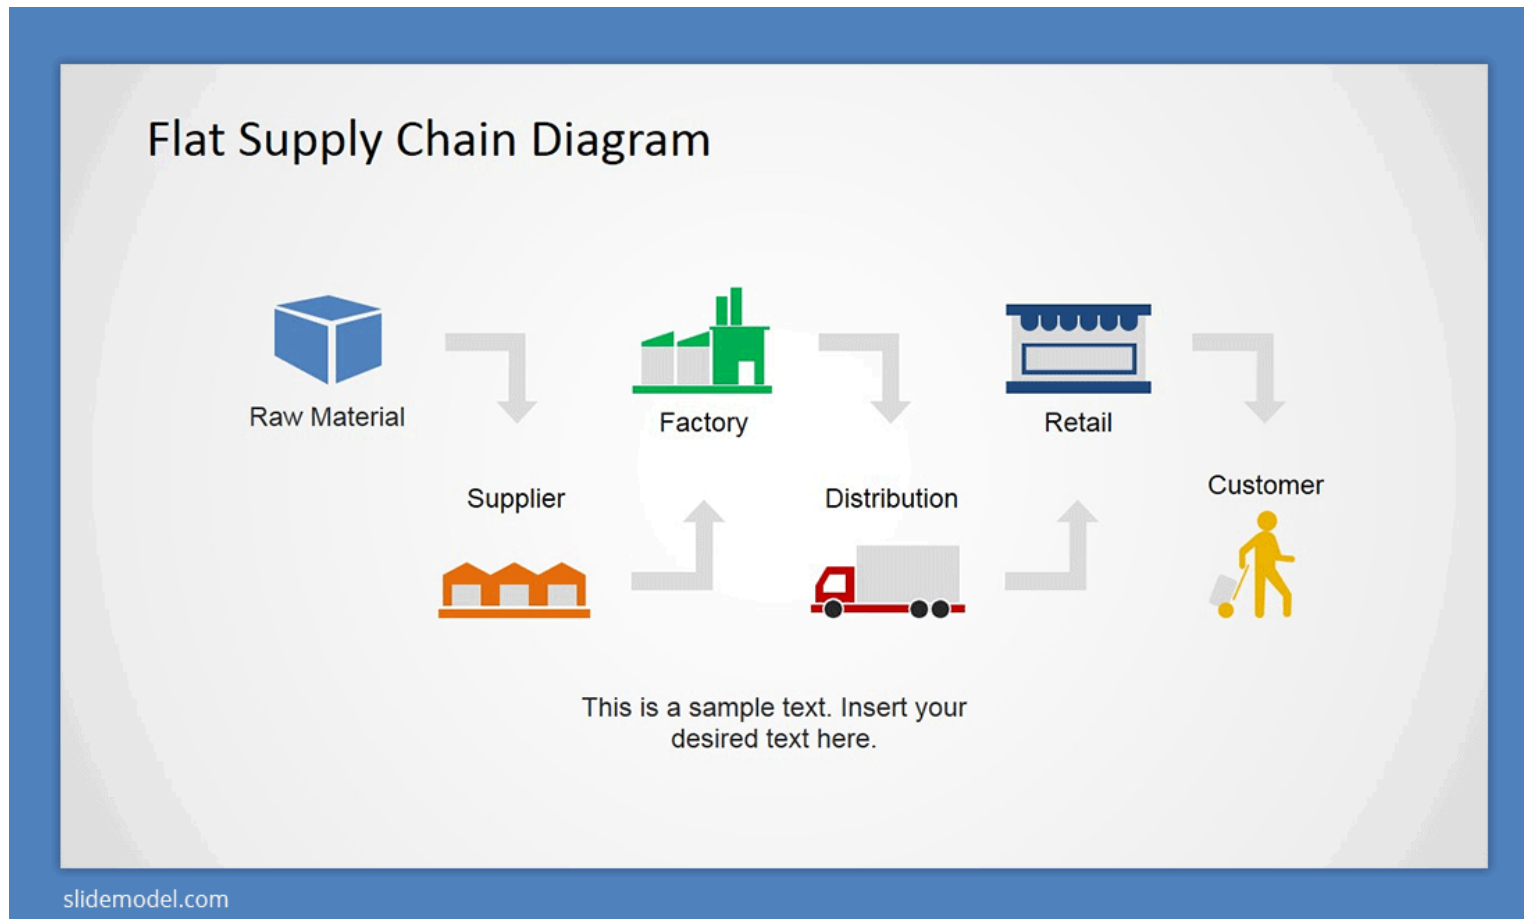 Flat Supply Chain Diagram
Raw Material
Factory
Retail
Supplier
Distribution
Customer
This is a sample text. Insert your
desired text here.
slidemodel.com